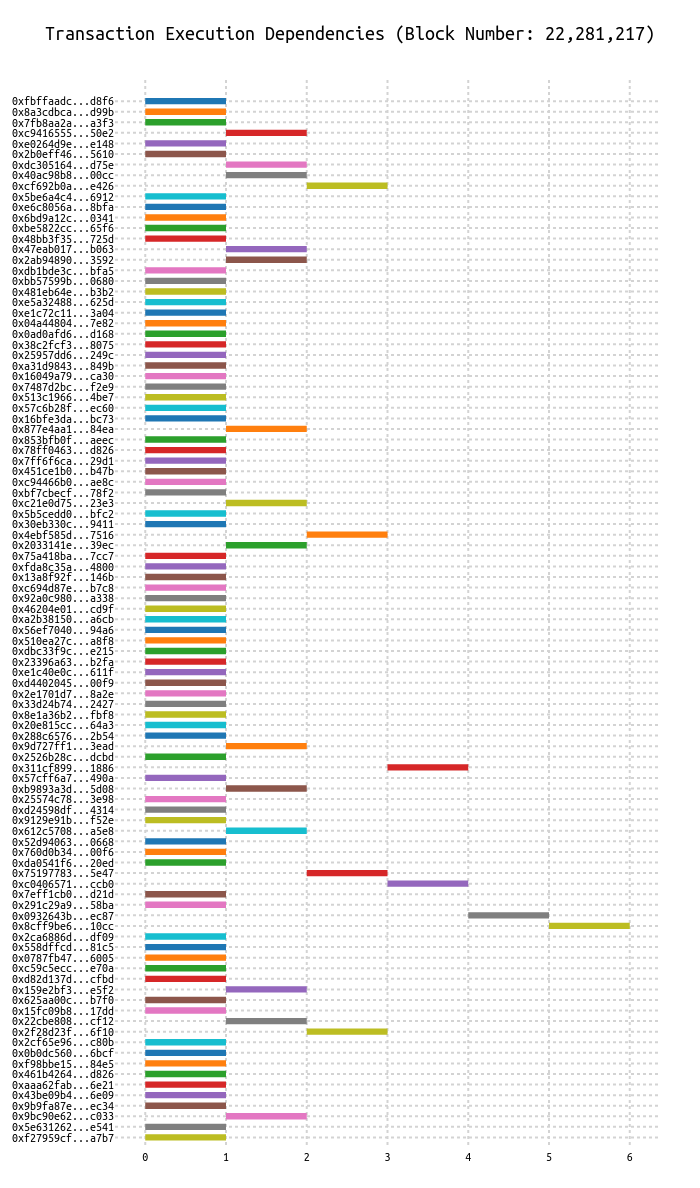 Transaction Execution Dependencies (Block Number: 22,281,217)
0xfbffaadc...d8f6
0x8a3cdbca...d99b
0x7fb8aa2a...a3f3
0xc9416555...50e2
0xe0264d9e...e148
0x2b0eff46...5610
0xdc305164...d75e
0x40ac98b8...00cc
0xcf692b0a...e426
0x5be6a4c4...6912
0xe6c8056a...8bfa
0x6bd9a12c...0341
0xbe5822cc...65f6
0x48bb3f35...725d
0x47eab017...b063
0x2ab94890...3592
0xdb1bde3c...bfa5
0xbb57599b...0680
0x481eb64e...b3b2
0xe5a32488...625d
0xe1c72c11...3a04
0x04a44804...7e82
0x0ad0afd6...d168
0x38c2fcf3...8075
0x25957dd6...249c
0xa31d9843...849b
0x16049a79...ca30
0x7487d2bc...f2e9
0x513c1966...4be7
0x57c6b28f...ec60
0x16bfe3da...bc73
0x877e4aa1...84ea
0x853bfb0f...aeec
0x78ff0463...d826
0x7ff6f6ca...29d1
0x451ce1b0...b47b
0xc94466b0...ae8c
0xbf7cbecf...78f2
0xc21e0d75...23e3
0x5b5cedd0...bfc2
0x30eb330c...9411
0x4ebf585d...7516
0x2033141e...39ec
0x75a418ba...7cc7
0xfda8c35a...4800
0x13a8f92f...146b
0xc694d87e...b7c8
0x92a0c980...a338
0x46204e01...cd9f
0xa2b38150...a6cb
0x56ef7040...94a6
0x510ea27c...a8f8
0xdbc33f9c...e215
0x23396a63...b2fa
0xe1c40e0c...611f
0xd4402045...00f9
0x2e1701d7...8a2e
0x33d24b74...2427
0x8e1a36b2...fbf8
0x20e815cc...64a3
0x288c6576...2b54
0x9d727ff1...3ead
0x2526b28c...dcbd
0x311cf899...1886
0x57cff6a7...490a
0xb9893a3d...5d08
0x25574c78...3e98
0xd24598df...4314
0x9129e91b...f52e
0x612c5708...a5e8
0x52d94063...0668
0x760d0b34...00f6
0xda0541f6...20ed
0x75197783...5e47
0xc0406571...ccb0
0x7eff1cb0...d21d
0x291c29a9...58ba
0x0932643b...ec87
0x8cff9be6...10cc
0x2ca6886d...df09
0x558dffcd...81c5
0x0787fb47...6005
0xc59c5ecc...e70a
0xd82d137d...cfbd
0x159e2bf3...e5f2
0x625aa00c...b7f0
0x15fc09b8...17dd
0x22cbe808...cf12
0x2f28d23f...6f10
0x2cf65e96...c80b
0x0b0dc560...6bcf
0xf98bbe15...84e5
0x461b4264...d826
0xaaa62fab...6e21
0x43be09b4...6e09
0x9b9fa87e...ec34
0x9bc90e62...c033
0x5e631262...e541
0xf27959cf...a7b7
0 1 2 3 4 5 6